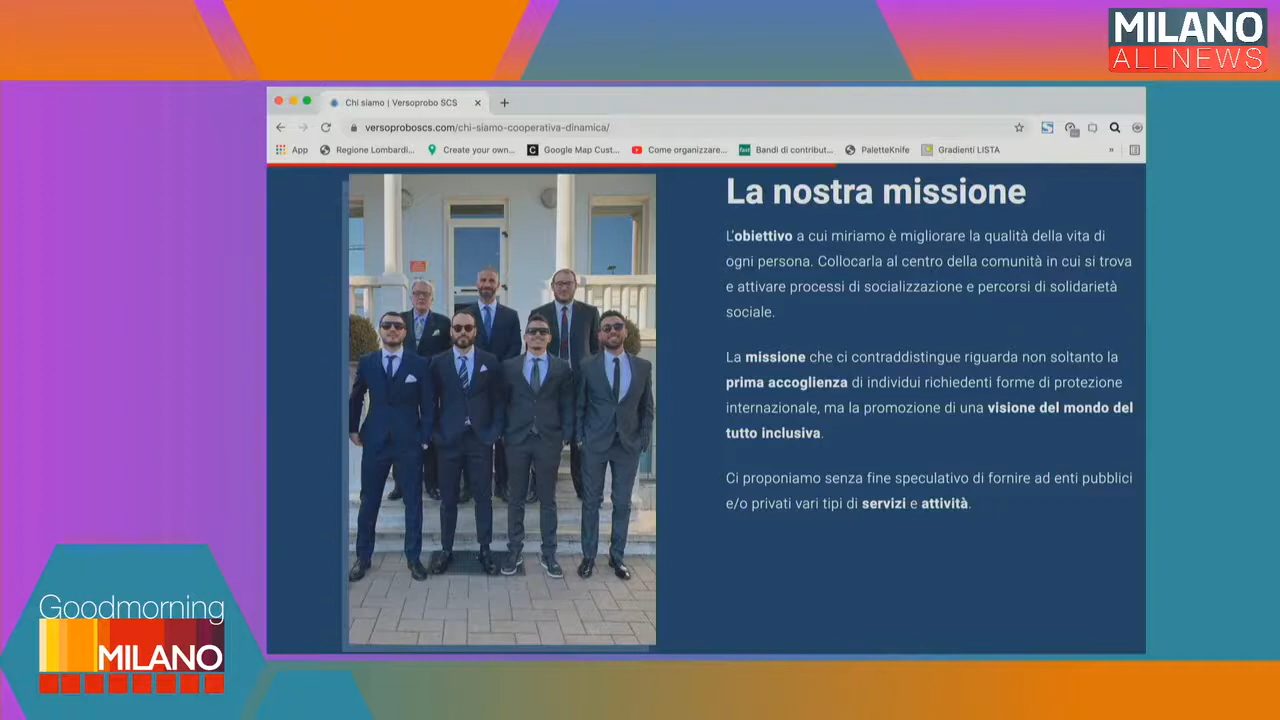 MILANO
ALLNEWS
Chi siamo | Versoprobo SCS
versoproboscs.com/chi-siamo-cooperativa-dinamica/
App Regione Lombardi... Create your own... Google Map Cust... Come organizzare... Bandi di contribut... PaletteKnife Gradienti LISTA »
La nostra missione
L'obiettivo a cui miriamo è migliorare la qualità della vita di
ogni persona. Collocarla al centro della comunità in cui si trova
e attivare processi di socializzazione e percorsi di solidarietà
sociale.
La missione che ci contraddistingue riguarda non soltanto la
prima accoglienza di individui richiedenti forme di protezione
internazionale, ma la promozione di una visione del mondo del
tutto inclusiva.
Ci proponiamo senza fine speculativo di fornire ad enti pubblici
e/o privati vari tipi di servizi e attività.
Goodmorning
MILANO